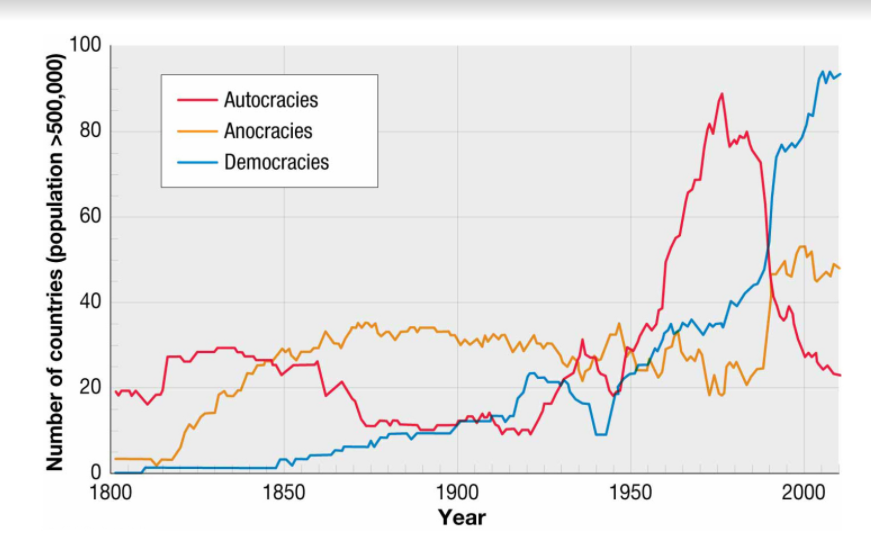 Number of countries (population >500,000)
100
80
60
40
20
0
Autocracies
Anocracies
Democracies
1800
1850
1900
1950
2000
Year